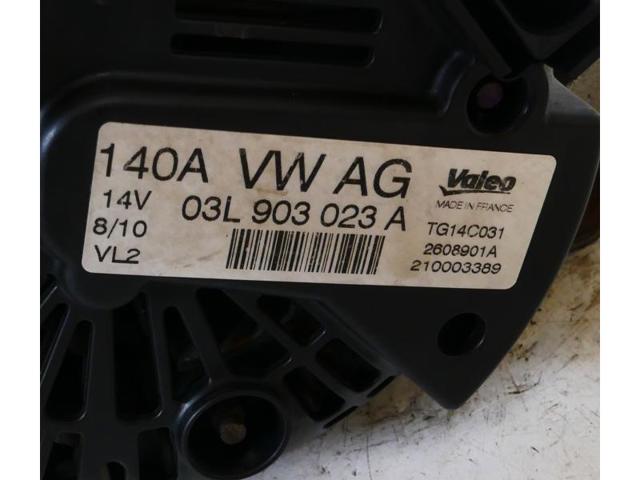 140A VW AG
14V 03L 903 023 A
8/10
VL2
Valeo
MADE IN FRANCE
TG14C031
2608901A
210003389